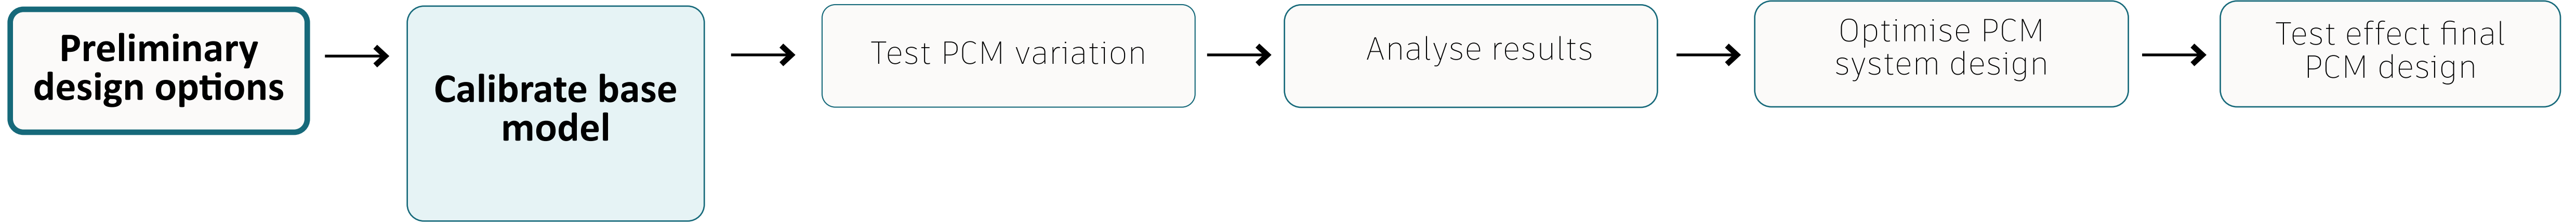 Preliminary
design options
Calibrate base
model
Test PCM variation
Analyse results
Optimise PCM
system design
Test effect final
PCM design